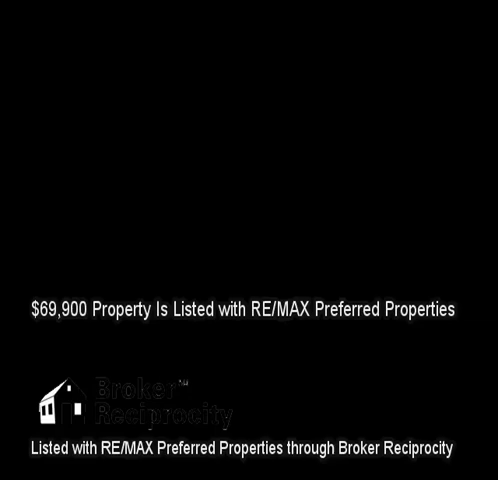 $69,900 Property Is Listed with RE/MAX Preferred Properties
Broker
Reciprocity
Listed with RE/MAX Preferred Properties through Broker Reciprocity